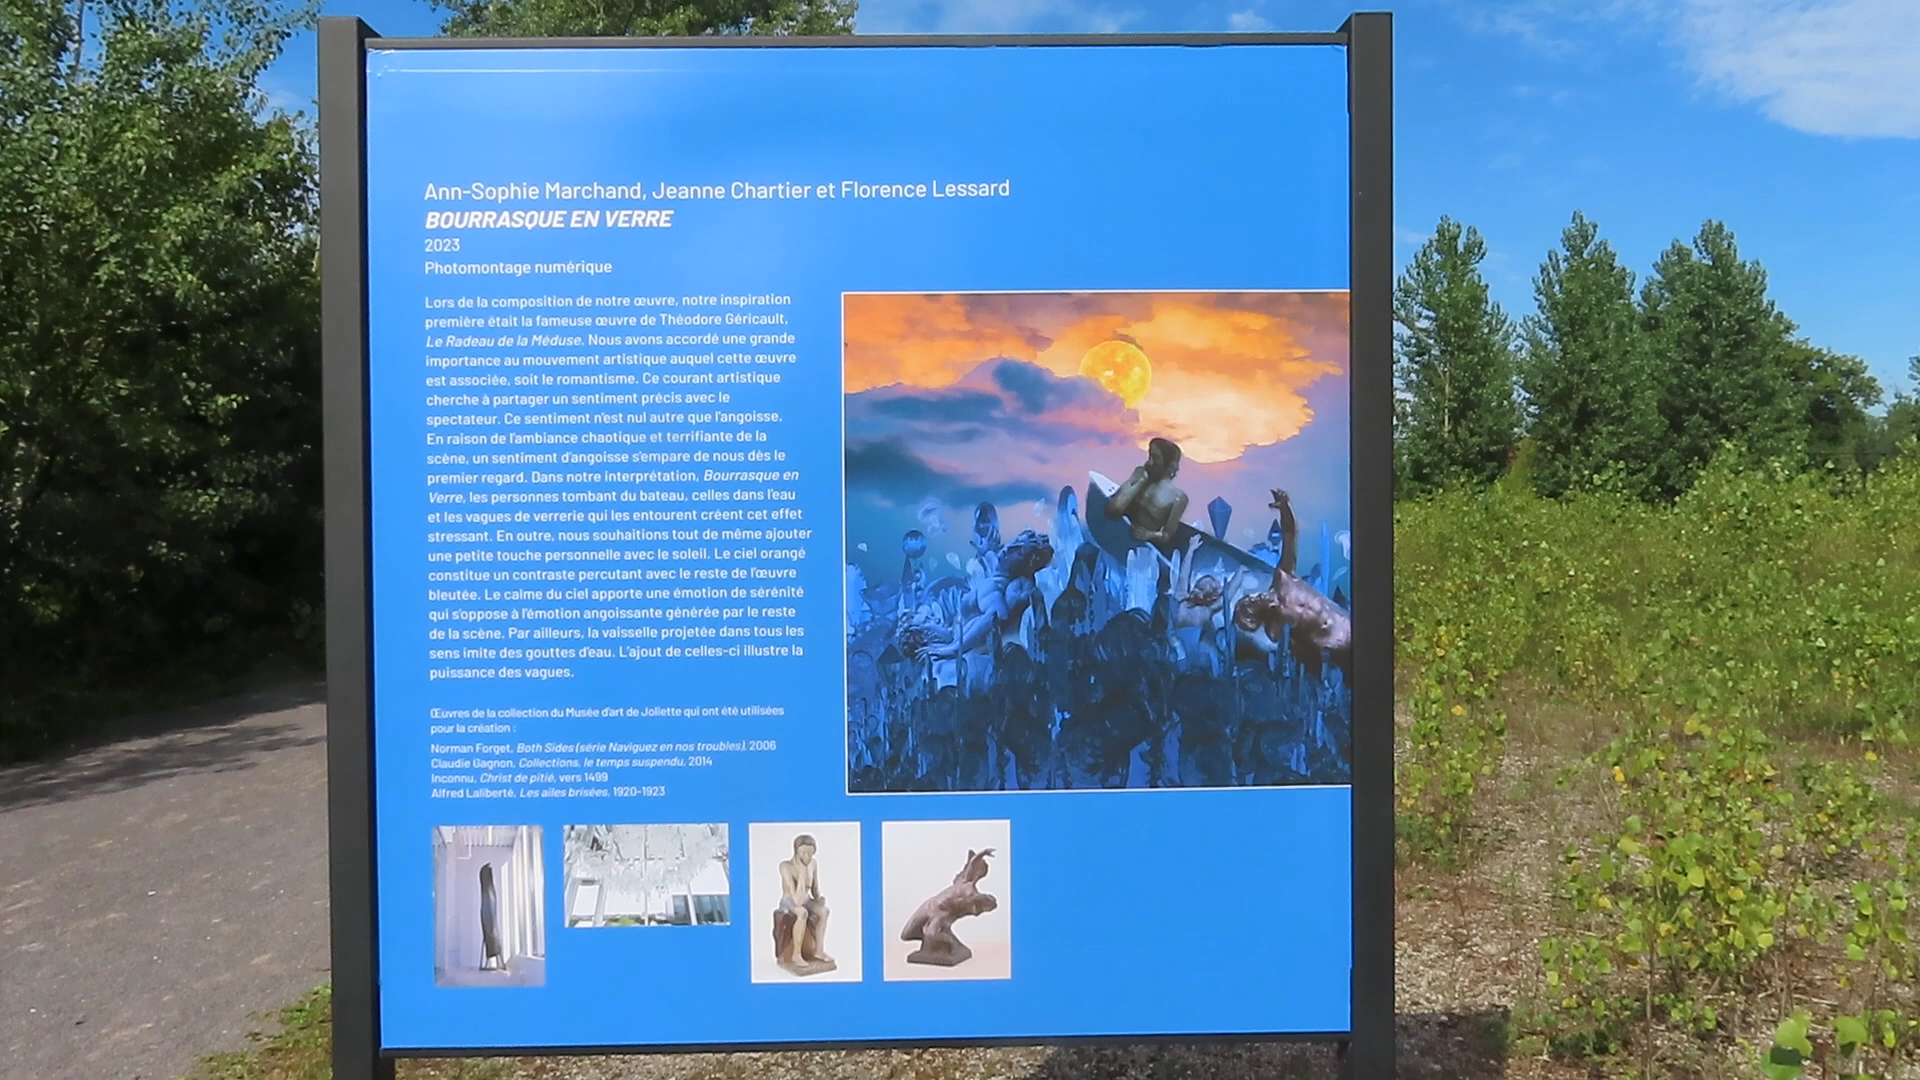 Ann-Sophie Marchand, Jeanne Chartier et Florence Lessard
BOURRASQUE EN VERRE
2023
Photomontage numérique
Lors de la composition de notre œuvre, notre inspiration
première était la fameuse œuvre de Théodore Géricault,
Le Radeau de la Méduse. Nous avons accordé une grande
importance au mouvement artistique auquel cette œuvre
est associée, soit le romantisme. Ce courant artistique
cherche à partager un sentiment précis avec le
spectateur. Ce sentiment n'est nul autre que l'angoisse.
En raison de l'ambiance chaotique et terrifiante de la
scène, un sentiment d'angoisse s'empare de nous dès le
premier regard. Dans notre interprétation, Bourrasque en
Verre, les personnes tombant du bateau, celles dans l'eau
et les vagues de verrerie qui les entourent créent cet effet
stressant. En outre, nous souhaitions tout de même ajouter
une petite touche personnelle avec le soleil. Le ciel orangé
constitue un contraste percutant avec le reste de l'œuvre
bleutée. Le calme du ciel apporte une émotion de sérénité
qui s'oppose à l'émotion angoissante générée par le reste
de la scène. Par ailleurs, la vaisselle projetée dans tous les
sens imite des gouttes d'eau. L'ajout de celles-ci illustre la
puissance des vagues.
Œuvres de la collection du Musée d'art de Joliette qui ont été utilisées
pour la création :
Norman Forget, Both Sides (série Naviguez en nos troubles), 2006
Claudie Gagnon, Collections, le temps suspendu, 2014
Inconnu, Christ de pitié, vers 1499
Alfred Laliberté, Les ailes brisées, 1920-1923